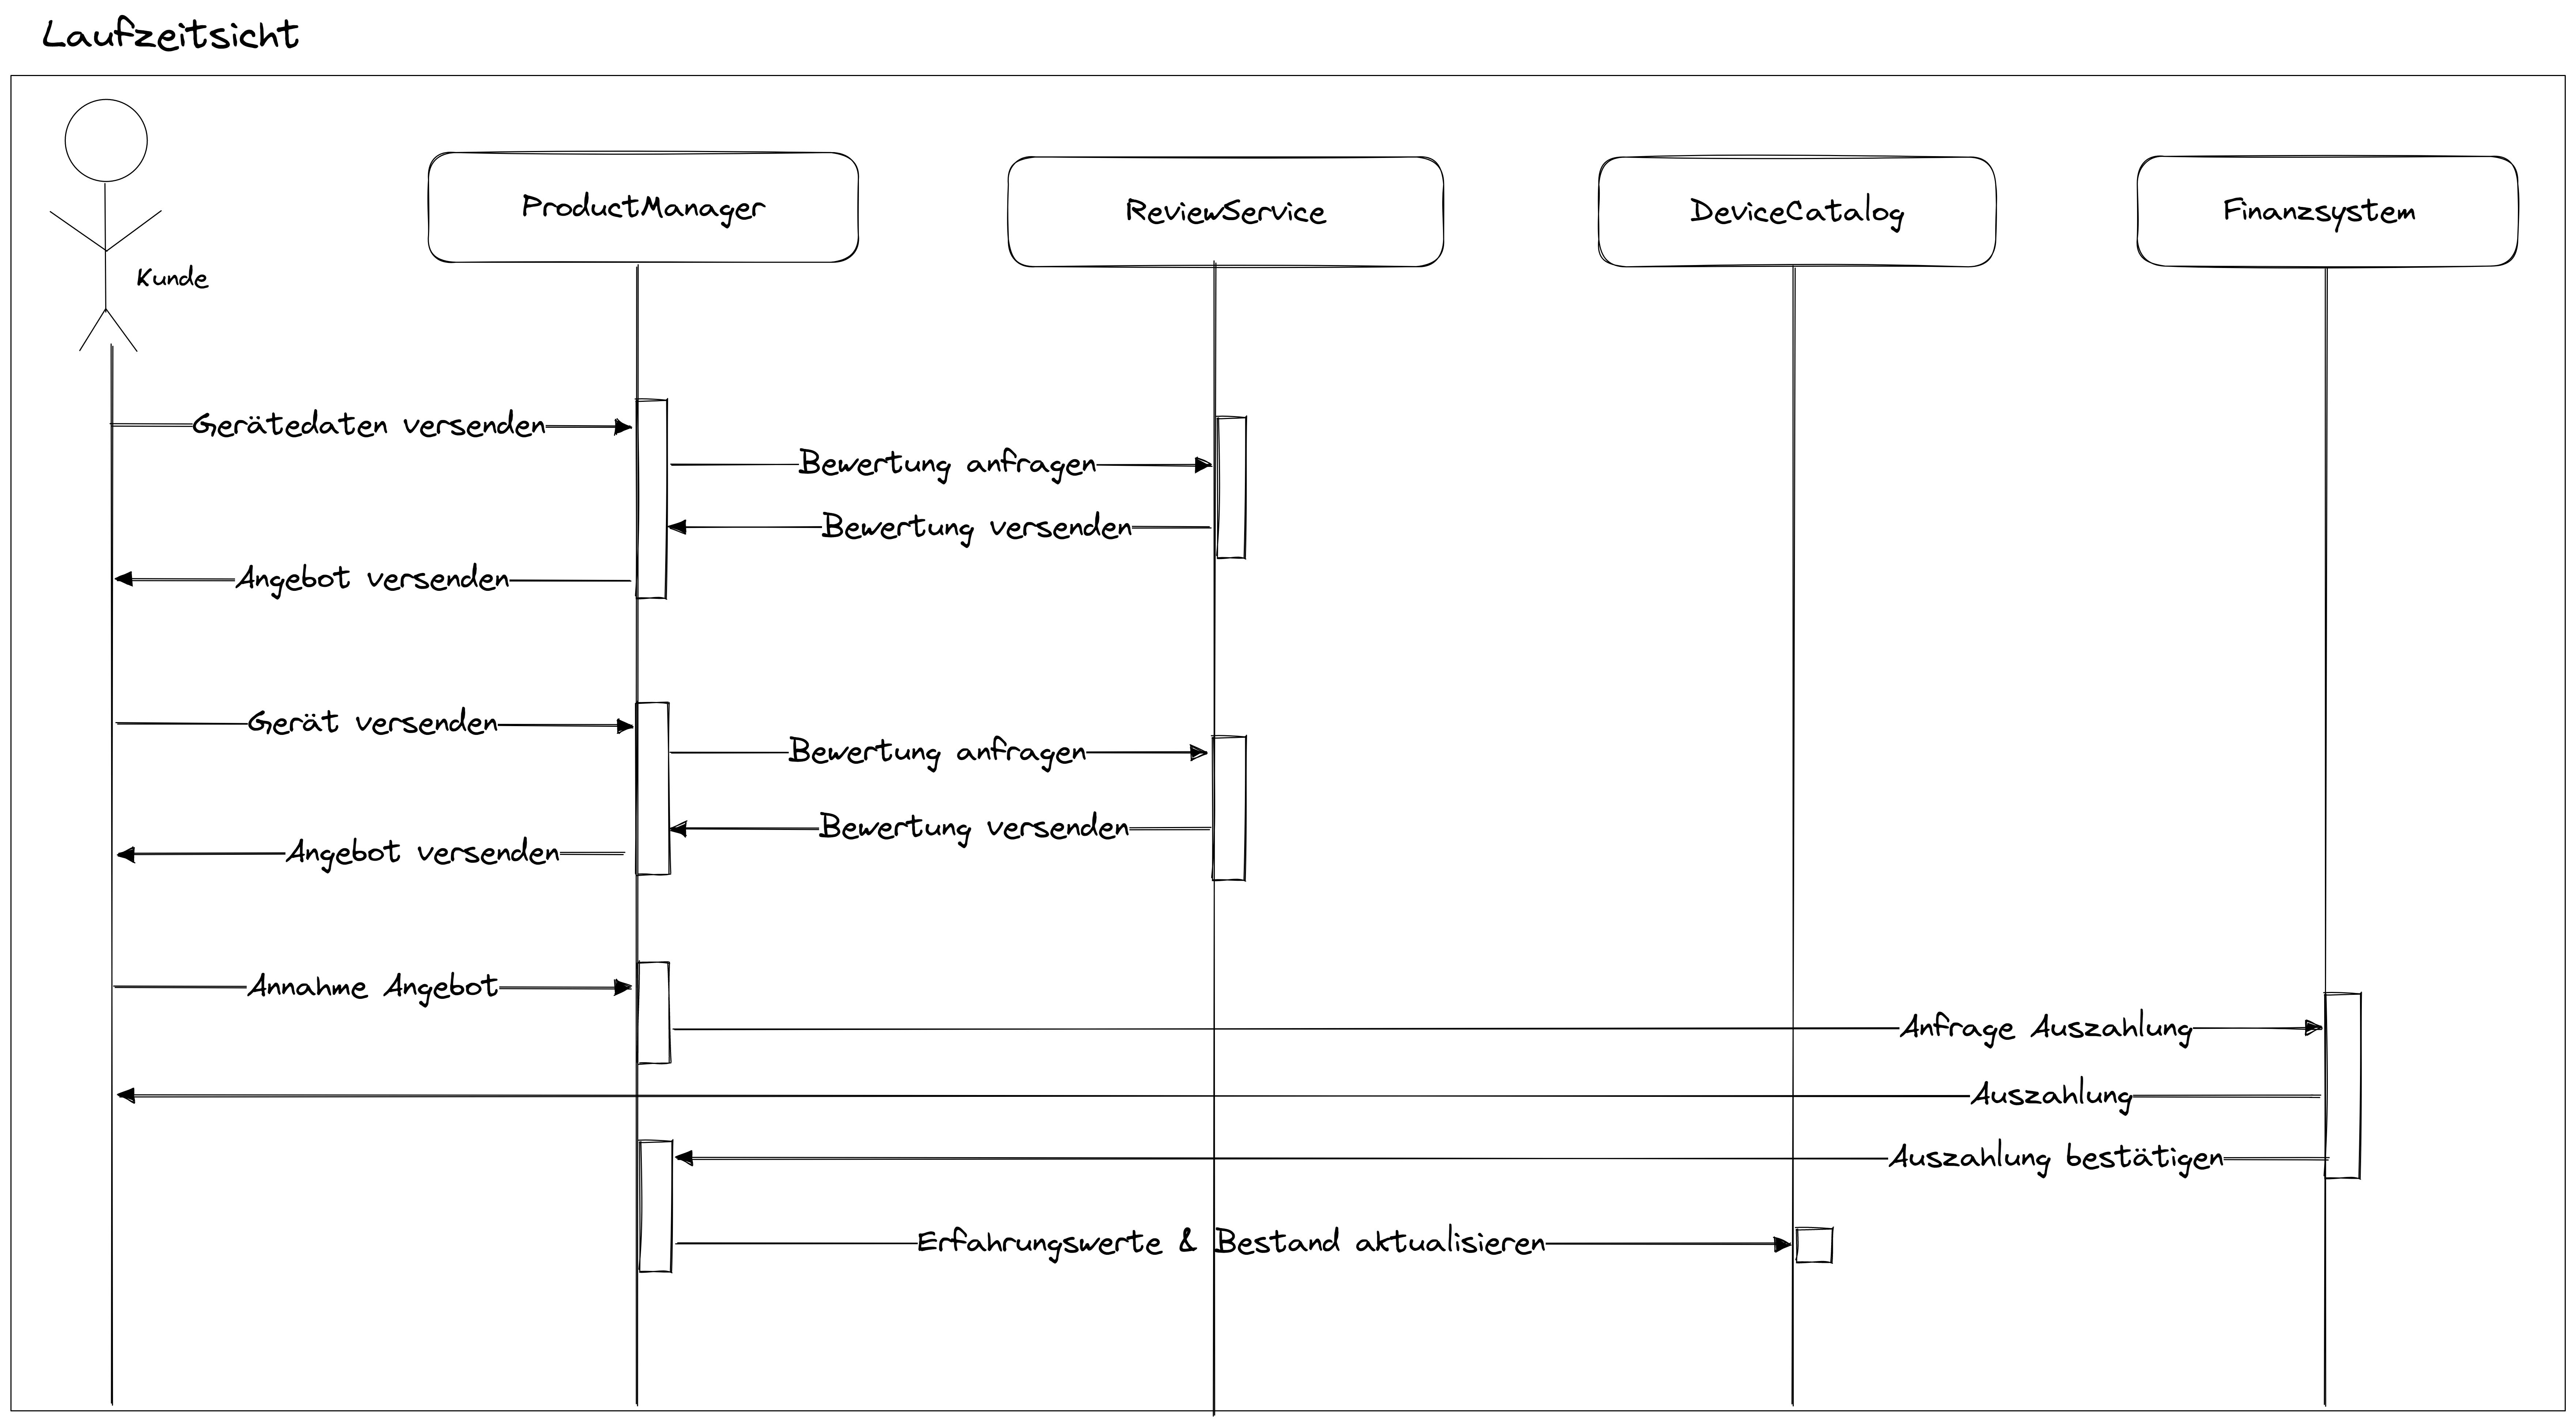 Laufzeitsicht
Kunde
ProductManager
ReviewService
DeviceCatalog
Finanzsystem
Gerätedaten versenden
Bewertung anfragen
Bewertung versenden
Angebot versenden
Gerät versenden
Bewertung anfragen
Bewertung versenden
Angebot versenden
Annahme Angebot
Anfrage Auszahlung
Auszahlung
Auszahlung bestätigen
Erfahrungswerte & Bestand aktualisieren